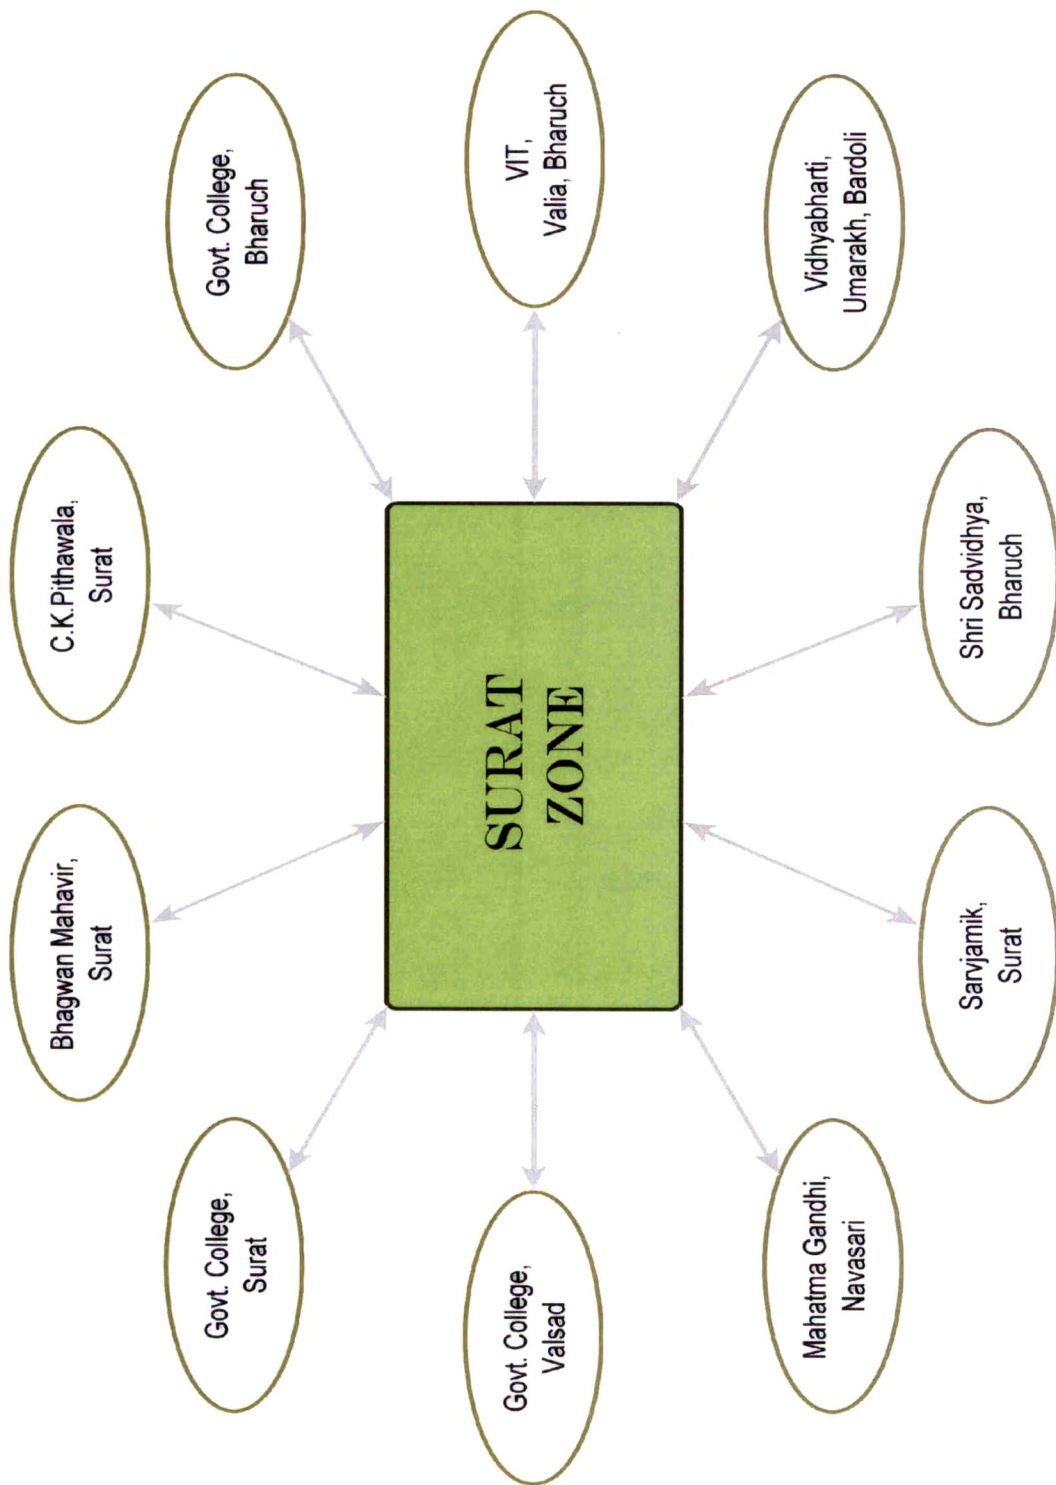 Bhagwan Mahavir,
Surat
C.K.Pithawala,
Surat
Govt. College,
Surat
Govt. College,
Bharuch
Govt. College,
Valsad
SURAT
ZONE
VIT,
Valia, Bharuch
Mahatma Gandhi,
Navasari
Vidhyabharti,
Umarakh, Bardoli
Sarvjamik,
Surat
Shri Sadvidhya,
Bharuch